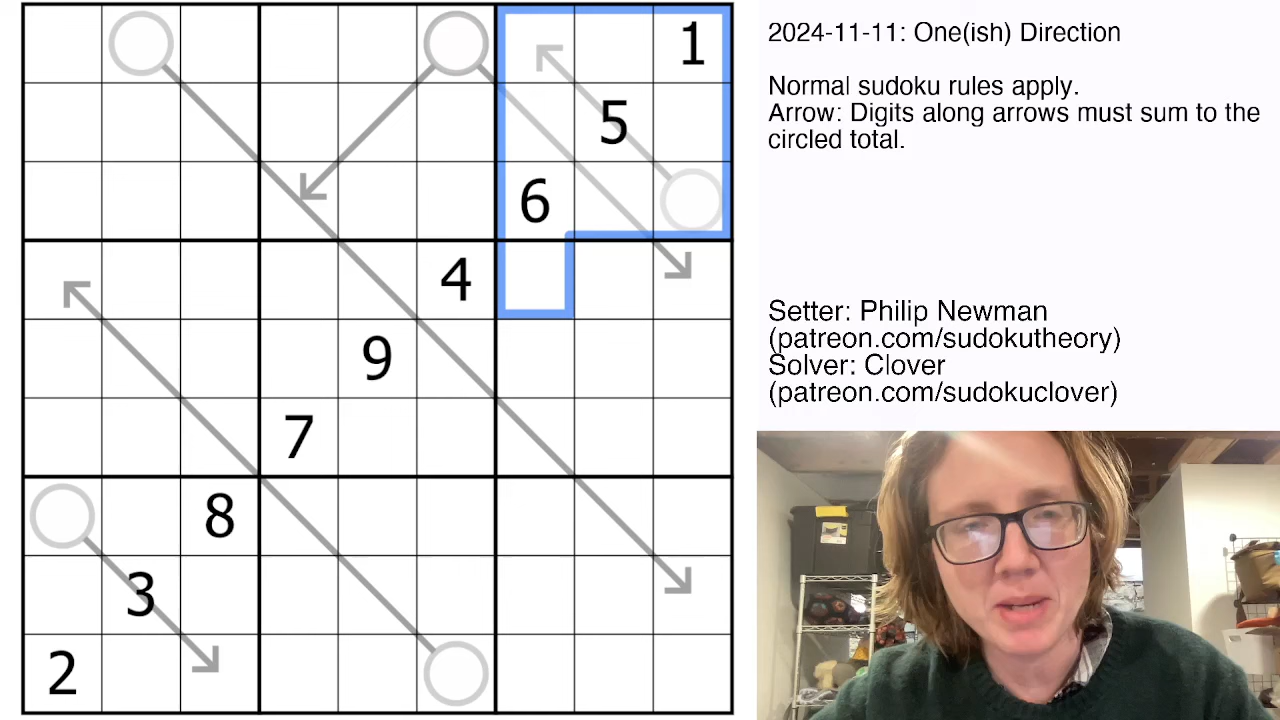 2024-11-11: One(ish) Direction
Normal sudoku rules apply.
Arrow: Digits along arrows must sum to the
circled total.
Setter: Philip Newman
(patreon.com/sudokutheory)
Solver: Clover
(patreon.com/sudokuclover)
1
5
6
4
9
7
8
3
2